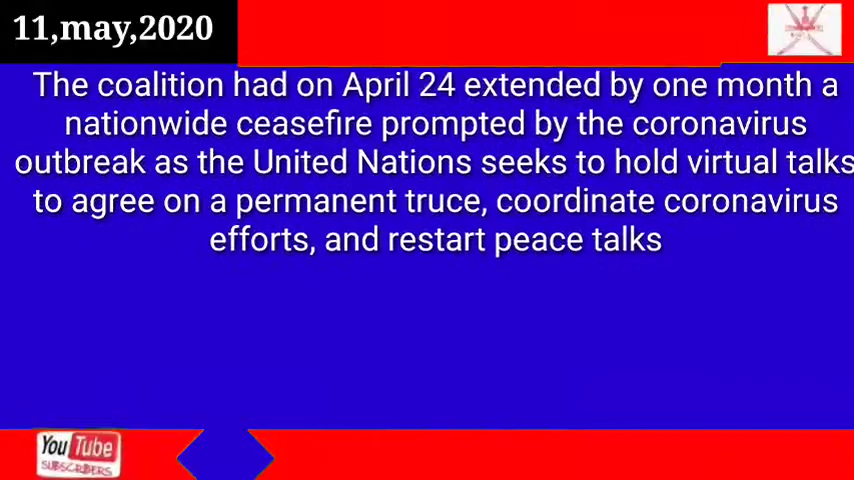 11,may,2020
The coalition had on April 24 extended by one month a
nationwide ceasefire prompted by the coronavirus
outbreak as the United Nations seeks to hold virtual talks
to agree on a permanent truce, coordinate coronavirus
efforts, and restart peace talks
You Tube
SUBSCRIBERS